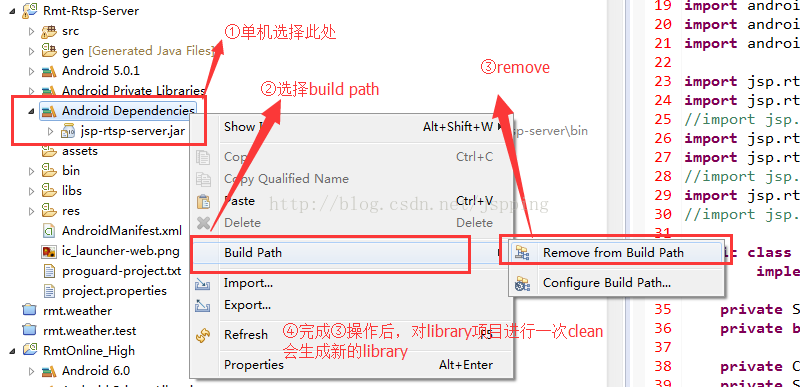 Rmt-Rtsp-Server
src
gen [Generated Java Files]
Android 5.0.1
Android Private Libraries
Android Dependencies
jsp-rtsp-server.jar
assets
bin
libs
res
AndroidManifest.xml
ic_launcher-web.png
proguard-project.txt
project.properties
rmt.weather
rmt.weather.test
RmtOnline_High
Android 6.0
①单机选择此处
②选择build path
③remove
Show
Alt+Shift+W
sp-server\bin
Copy
Ctrl+C
Copy Qualified Name
Paste
Ctrl+V
Delete
Delete
http://blog.csdn.net/jspping
Build Path
Import...
Export...
Refresh
F5
Properties
Alt+Enter
Remove from Build Path
Configure Build Path...
④完成③操作后，对library项目进行一次clean
会生成新的library
19 import androi
20 import androi
21 import androi
22
22 import jsp.rt
23 import jsp.rt
24 import jsp.rt
25 //import jsp.
26 import jsp.rt
27 import jsp.rt
28 //import jsp.
29 import jsp.rt
30 //import jsp.
31
ic class
imple
35 private S
36 private b
37
38 private C
39 private S